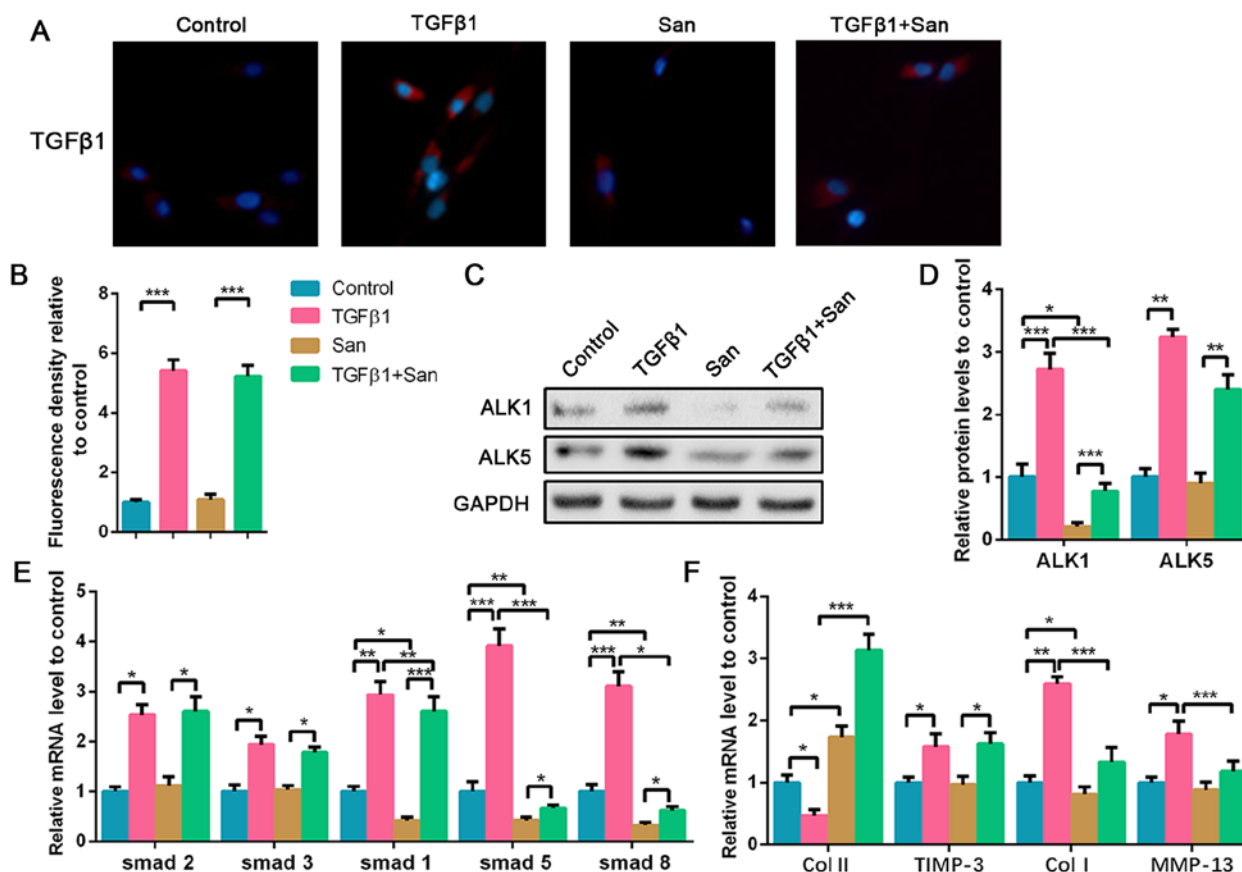 A
Control
TGFβ1
San
TGFβ1+San
TGFβ1
B
Fluorescence density relative
to control
8
6
4
2
0
***
***
Control
TGFβ1
San
TGFβ1+San
C
Control
TGFβ1
San
TGFβ1+San
ALK1
ALK5
GAPDH
D
Relative protein levels to control
4
3
2
1
0
*
***
***
***
**
**
ALK1
ALK5
E
Relative mRNA level to control
5
4
3
2
1
0
*
*
*
*
*
**
**
***
**
***
***
*
**
***
*
*
smad 2
smad 3
smad 1
smad 5
smad 8
F
Relative mRNA level to control
4
3
2
1
0
*
*
***
*
*
*
**
***
*
***
Col II
TIMP-3
Col I
MMP-13